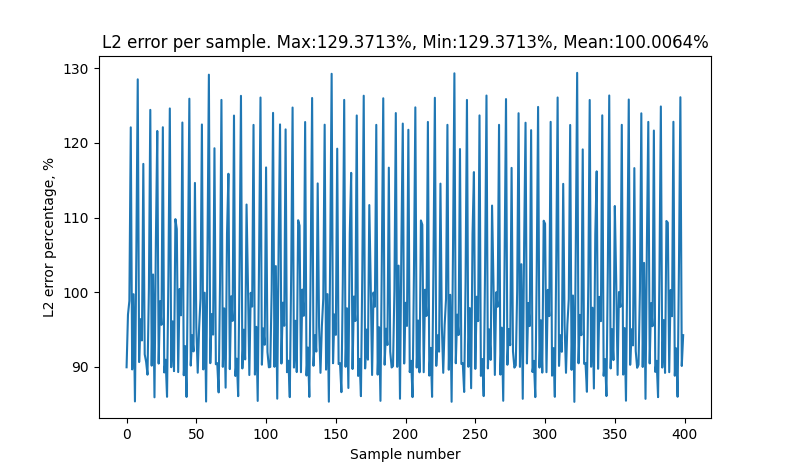 L2 error per sample. Max:129.3713%, Min:129.3713%, Mean:100.0064%
130
120
110
100
90
L2 error percentage, %
0 50 100 150 200 250 300 350 400
Sample number